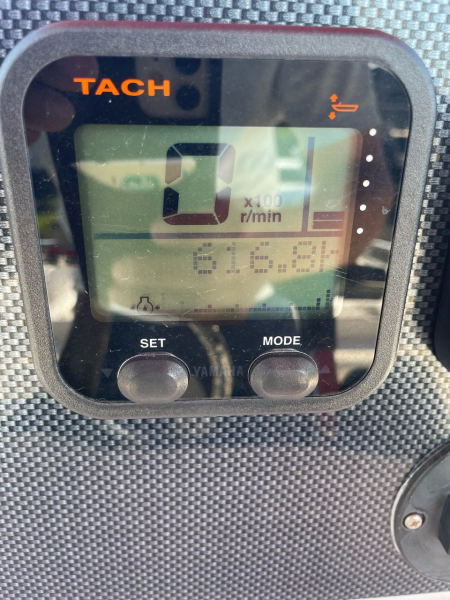 TACH
0
x100
r/min
616.8h
SET
MODE
YAMAHA